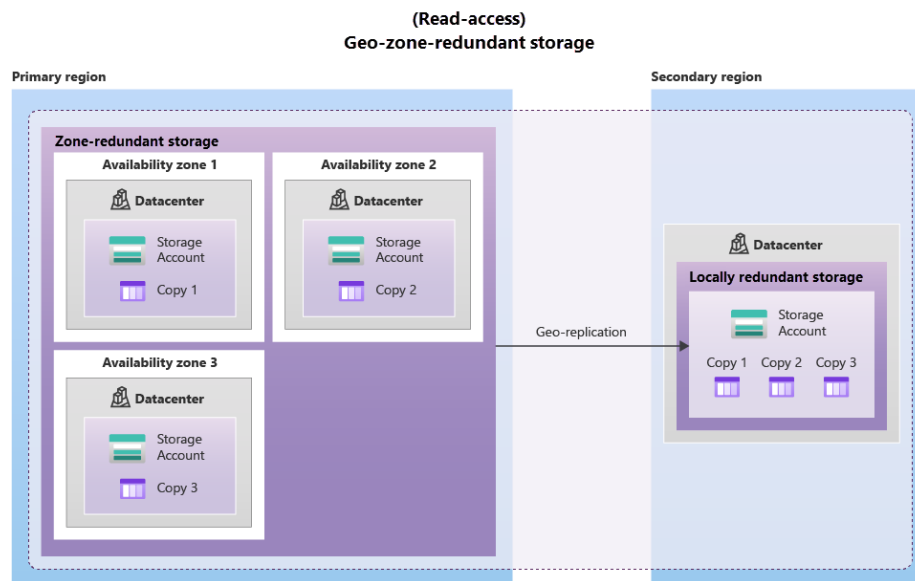 (Read-access)
Geo-zone-redundant storage
Primary region
Secondary region
Zone-redundant storage
Availability zone 1
Datacenter
Storage
Account
Copy 1
Availability zone 2
Datacenter
Storage
Account
Copy 2
Availability zone 3
Datacenter
Storage
Account
Copy 3
Geo-replication
Datacenter
Locally redundant storage
Storage
Account
Copy 1 Copy 2 Copy 3